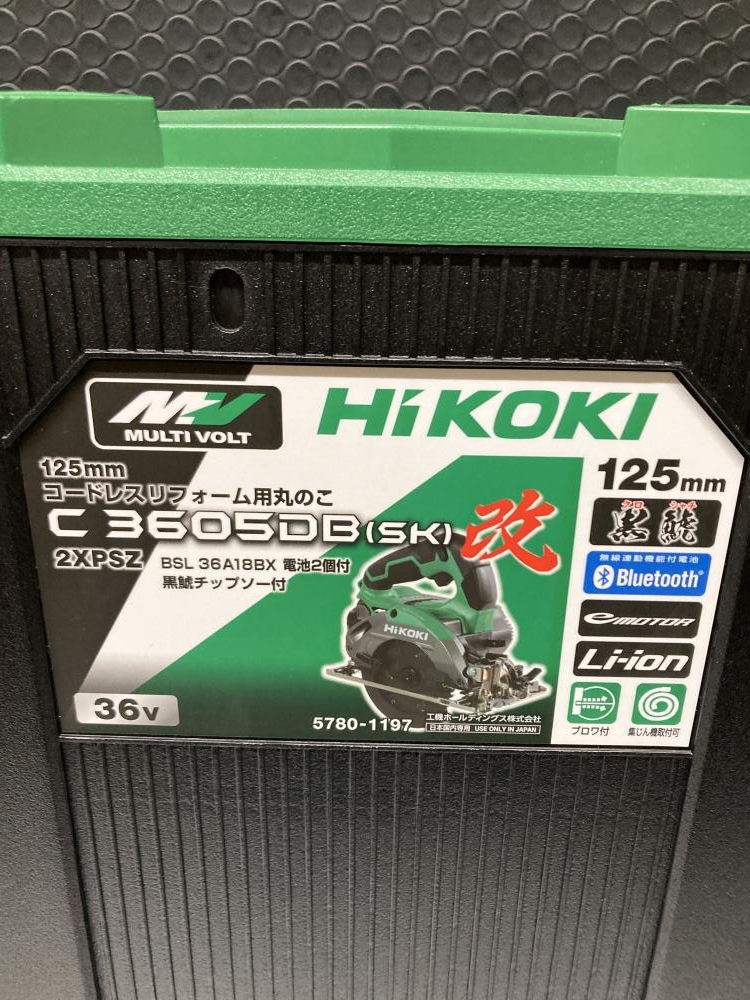 MV
MULTI VOLT
HiKOKI
125mm
コードレスリフォーム用丸のこ
C 3605DB(SK) 改
2XPSZ
BSL 36A18BX 電池2個付
黒鯱チップソー付
HiKOKI
36V
5780-1197
工機ホールディングス株式会社
日本国内専用 USE ONLY IN JAPAN
125mm
クロ シャチ
黒鯱
無線連動機能付電池
Bluetooth®
e MOTOR
Li-ion
ブロワ付
集じん機取付可